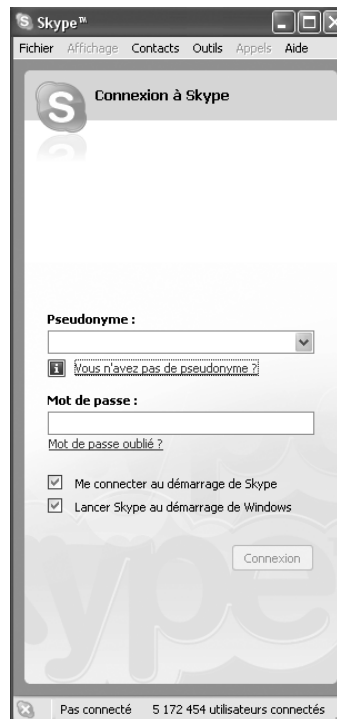 Skype™
Fichier Affichage Contacts Outils Appels Aide
Connexion à Skype
Pseudonyme :
Vous n'avez pas de pseudonyme ?
Mot de passe :
Mot de passe oublié ?
Me connecter au démarrage de Skype
Lancer Skype au démarrage de Windows
Connexion
Pas connecté 5 172 454 utilisateurs connectés